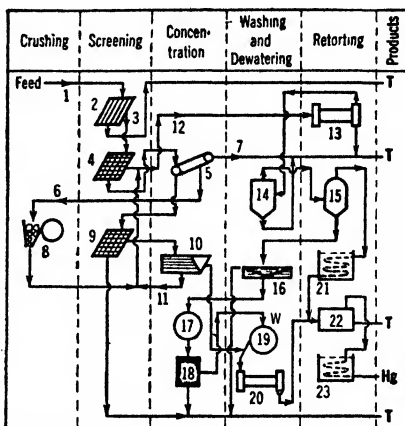 Crushing
Screening
Concen-
tration
Washing
and
Dewatering
Retorting
Products
Feed
1
2
3
T
12
13
4
5
7
T
6
14
15
8
9
10
11
16
21
17
W
19
22
T
18
20
23
Hg
T